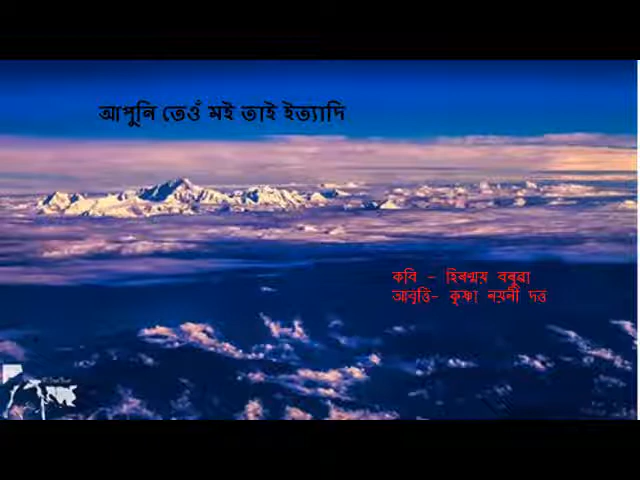 আপুনি তেওঁ মই তাই ইত্যাদি
কবি - হিৰণ্ময় বৰুৱা
আবৃত্তি- কৃষ্ণা নয়নী দত্ত